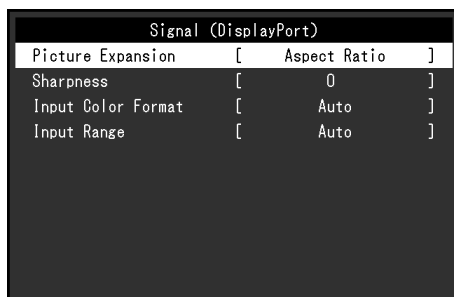 Signal (DisplayPort)
Picture Expansion [ Aspect Ratio ]
Sharpness [ 0 ]
Input Color Format [ Auto ]
Input Range [ Auto ]